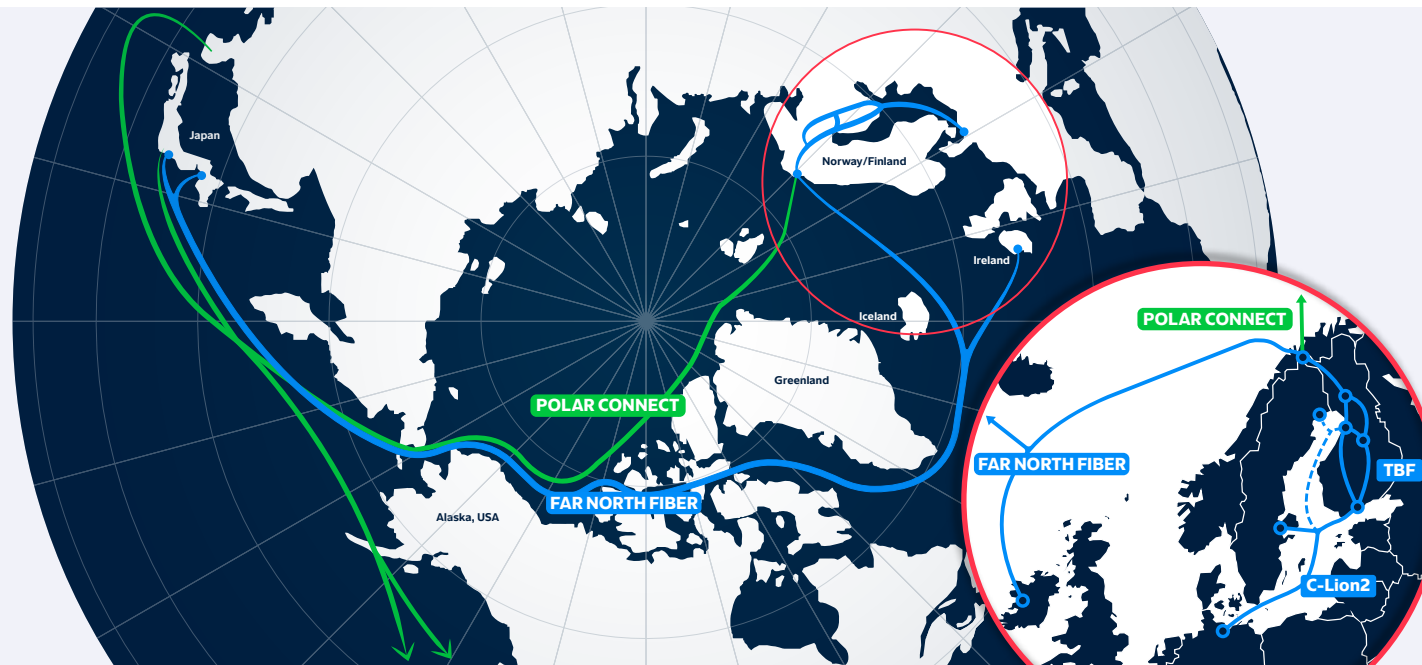 Japan
Norway/Finland
Ireland
Iceland
POLAR CONNECT
Greenland
POLAR CONNECT
FAR NORTH FIBER
TBF
FAR NORTH FIBER
Alaska, USA
C-Lion2